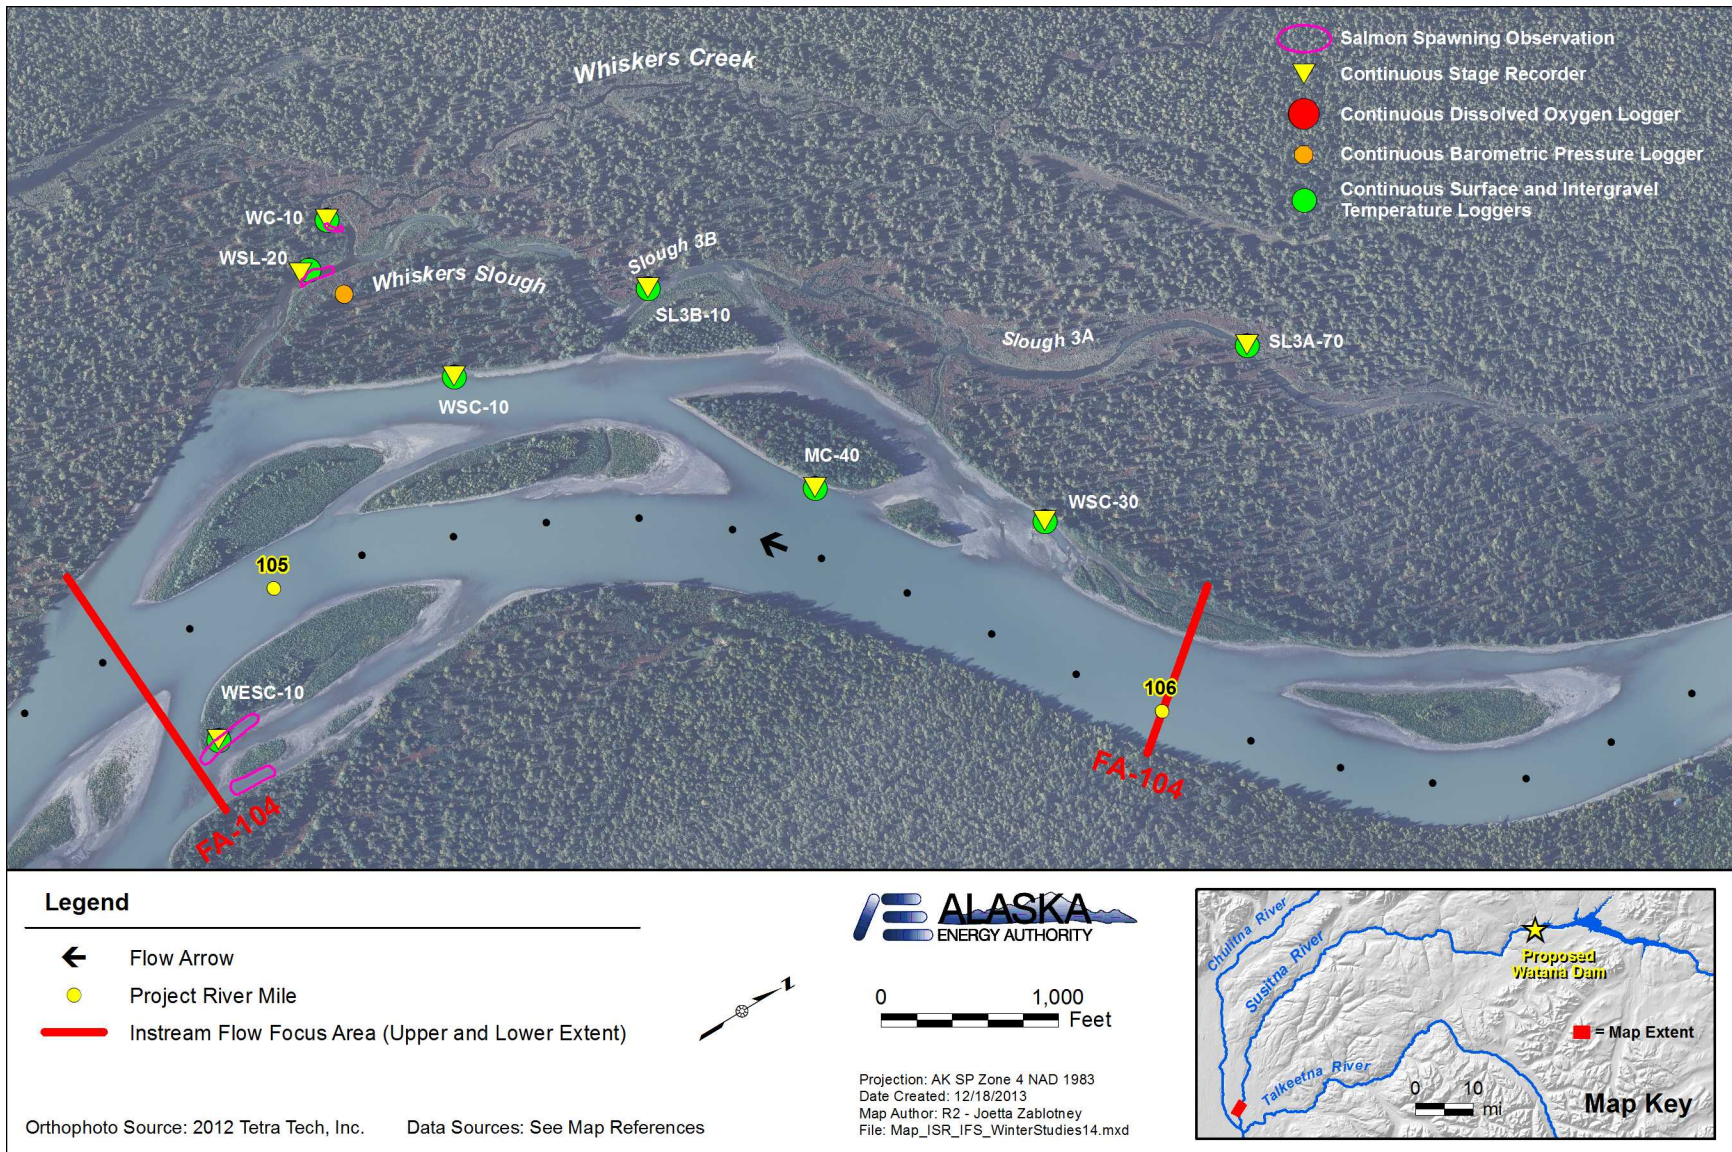 Whiskers Creek
Salmon Spawning Observation
Continuous Stage Recorder
Continuous Dissolved Oxygen Logger
Continuous Barometric Pressure Logger
Continuous Surface and Intergravel
Temperature Loggers
WC-10
WSL-20
Whiskers Slough
Slough 3B
SL3B-10
Slough 3A
SL3A-70
WSC-10
MC-40
WSC-30
105
106
WESC-10
FA-104
FA-104
Legend
Flow Arrow
Project River Mile
Instream Flow Focus Area (Upper and Lower Extent)
Orthophoto Source: 2012 Tetra Tech, Inc.
Data Sources: See Map References
Z
ALASKA
ENERGY AUTHORITY
0 1,000
Feet
Projection: AK SP Zone 4 NAD 1983
Date Created: 12/18/2013
Map Author: R2 - Joetta Zablotney
File: Map_ISR_IFS_WinterStudies14.mxd
Chulitna River
Susitna River
Proposed
Watana Dam
= Map Extent
Talkeetna River
0 10
mi
Map Key